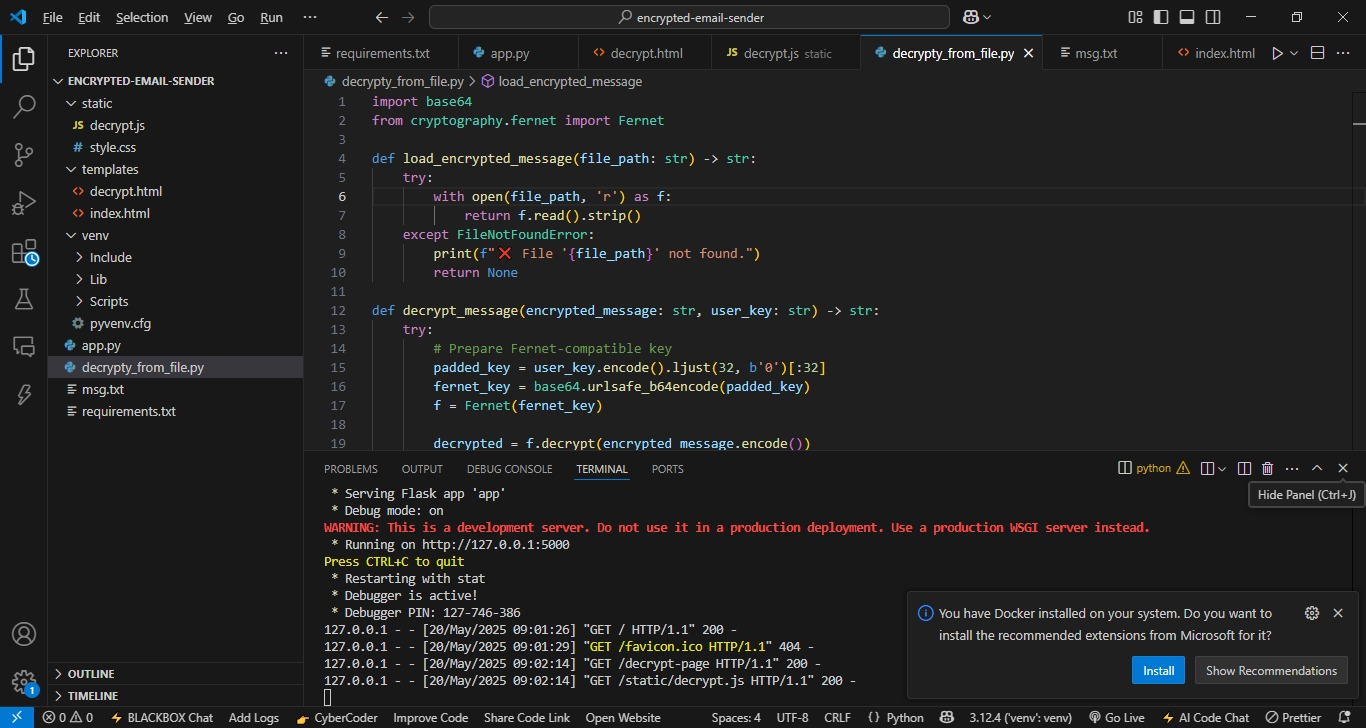 File Edit Selection View Go Run ··· encrypted-email-sender
EXPLORER ···
ENCRYPTED-EMAIL-SENDER
static
JS decrypt.js
# style.css
templates
<> decrypt.html
<> index.html
venv
> Include
> Lib
> Scripts
pyvenv.cfg
app.py
decrypty_from_file.py
msg.txt
requirements.txt
> OUTLINE
> TIMELINE
requirements.txt app.py <> decrypt.html JS decrypt.js static decrypty_from_file.py msg.txt <> index.html
decrypty_from_file.py > load_encrypted_message
1 import base64
2 from cryptography.fernet import Fernet
3
4 def load_encrypted_message(file_path: str) -> str:
5 try:
6 with open(file_path, 'r') as f:
7 return f.read().strip()
8 except FileNotFoundError:
9 print(f"❌ File '{file_path}' not found.")
10 return None
11
12 def decrypt_message(encrypted_message: str, user_key: str) -> str:
13 try:
14 # Prepare Fernet-compatible key
15 padded_key = user_key.encode().ljust(32, b'0')[:32]
16 fernet_key = base64.urlsafe_b64encode(padded_key)
17 f = Fernet(fernet_key)
18
19 decrypted = f.decrypt(encrypted_message.encode())
PROBLEMS OUTPUT DEBUG CONSOLE TERMINAL PORTS python
Hide Panel (Ctrl+J)
* Serving Flask app 'app'
* Debug mode: on
WARNING: This is a development server. Do not use it in a production deployment. Use a production WSGI server instead.
* Running on http://127.0.0.1:5000
Press CTRL+C to quit
* Restarting with stat
* Debugger is active!
* Debugger PIN: 127-746-386
127.0.0.1 - - [20/May/2025 09:01:26] "GET / HTTP/1.1" 200 -
127.0.0.1 - - [20/May/2025 09:01:29] "GET /favicon.ico HTTP/1.1" 404 -
127.0.0.1 - - [20/May/2025 09:02:14] "GET /decrypt-page HTTP/1.1" 200 -
127.0.0.1 - - [20/May/2025 09:02:14] "GET /static/decrypt.js HTTP/1.1" 200 -
You have Docker installed on your system. Do you want to
install the recommended extensions from Microsoft for it?
Install Show Recommendations
1
0 0 BLACKBOX Chat Add Logs CyberCoder Improve Code Share Code Link Open Website Spaces: 4 UTF-8 CRLF {} Python 3.12.4 ('venv': venv) Go Live AI Code Chat Prettier